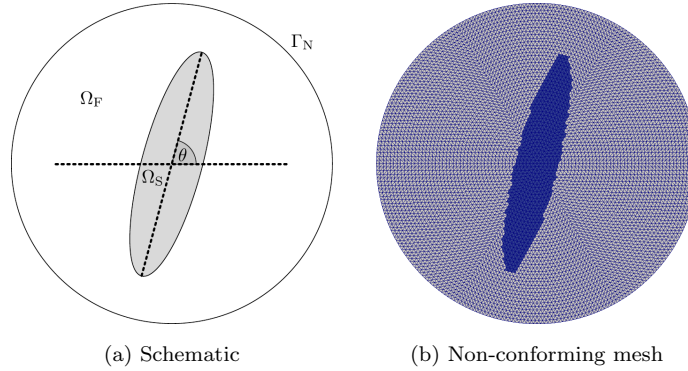 Γ_N
Ω_F
θ
Ω_S
(a) Schematic
(b) Non-conforming mesh